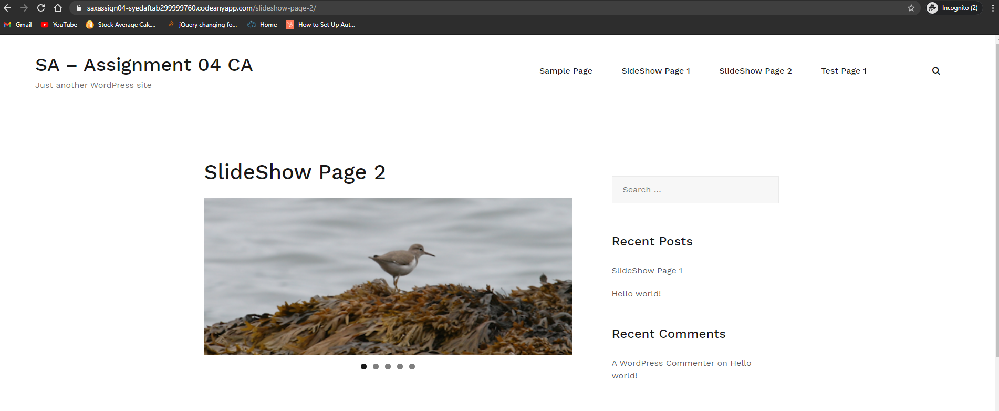 saxassign04-syedaftab299999760.codeanyapp.com/slideshow-page-2/
Incognito (2)
Gmail
YouTube
Stock Average Calc...
jQuery changing fo...
Home
How to Set Up Aut...
SA – Assignment 04 CA
Just another WordPress site
Sample Page
SideShow Page 1
SlideShow Page 2
Test Page 1
SlideShow Page 2
Search ...
Recent Posts
SlideShow Page 1
Hello world!
Recent Comments
A WordPress Commenter on Hello
world!